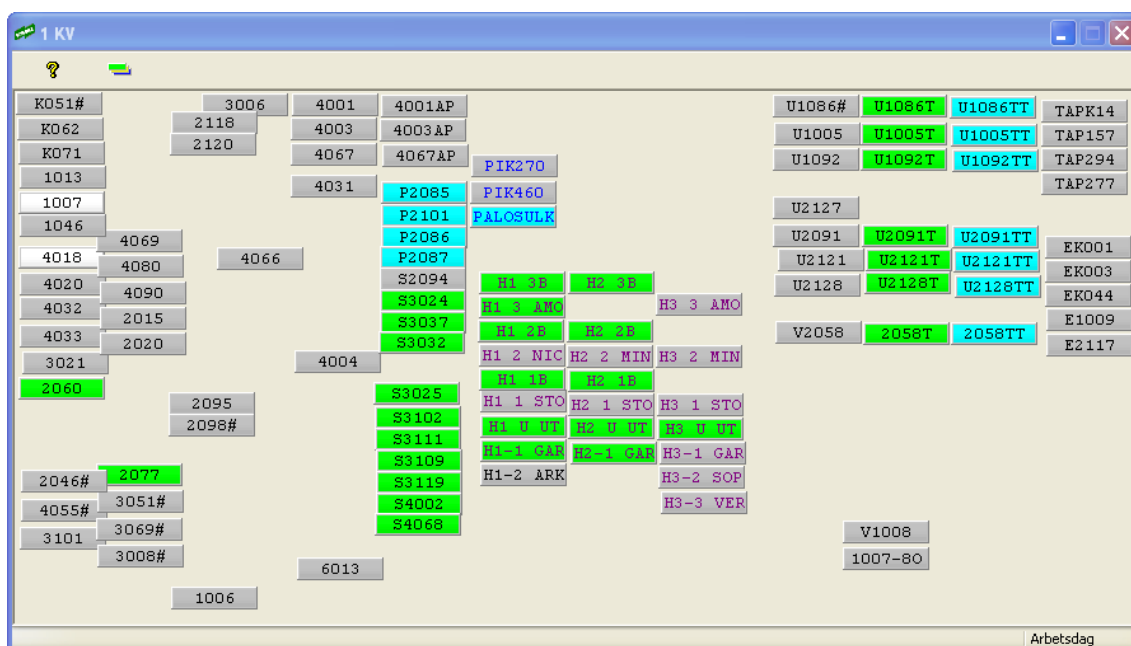 1 KV
?
K051# 3006 4001 4001AP U1086# U1086T U1086TT TAPK14
K062 2118 4003 4003AP U1005 U1005T U1005TT TAP157
K071 2120 4067 4067AP U1092 U1092T U1092TT TAP294
PIK270
1013 4031 P2085 PIK460 TAP277
1007 P2101 PALOSULK U2127
1046 4069 P2086 U2091 U2091T U2091TT EK001
4018 4080 4066 P2087 U2121 U2121T U2121TT EK003
4020 4090 S2094 H1 3B H2 3B U2128 U2128T U2128TT EK044
4032 2015 S3024 H1 3 AMO H3 3 AMO E1009
4033 2020 S3037 H1 2B H2 2B V2058 2058T 2058TT E2117
S3032
3021 4004 H1 2 NIC H2 2 MIN H3 2 MIN
2060 S3025 H1 1B H2 1B
2095 H1 1 STO H2 1 STO H3 1 STO
2098# S3102 H1 U UT H2 U UT H3 U UT
S3111 H1-1 GAR H2-1 GAR H3-1 GAR
2046# 2077 S3109 H1-2 ARK H3-2 SOP
S3119
4055# 3051# S4002 H3-3 VER
3101 3069# S4068 V1008
3008# 1007-80
6013
1006
Arbetsdag